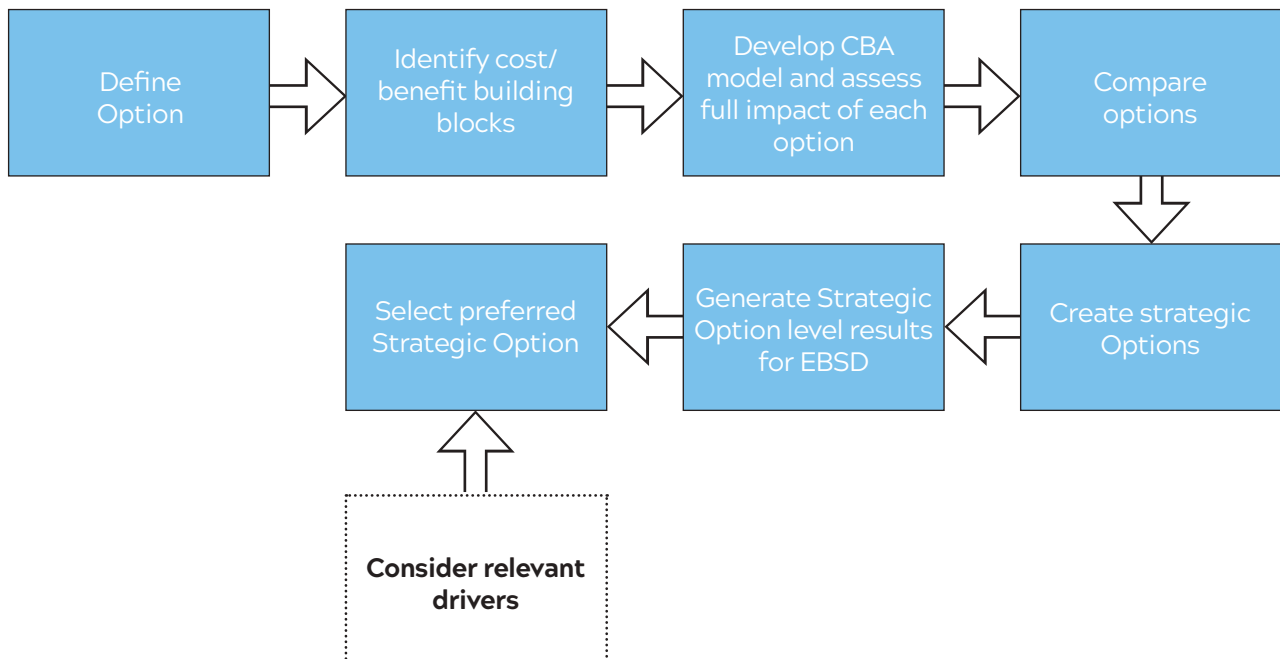 Define
Option
Identify cost/
benefit building
blocks
Develop CBA
model and assess
full impact of each
option
Compare
options
Create strategic
Options
Generate Strategic
Option level results
for EBSD
Select preferred
Strategic Option
Consider relevant
drivers